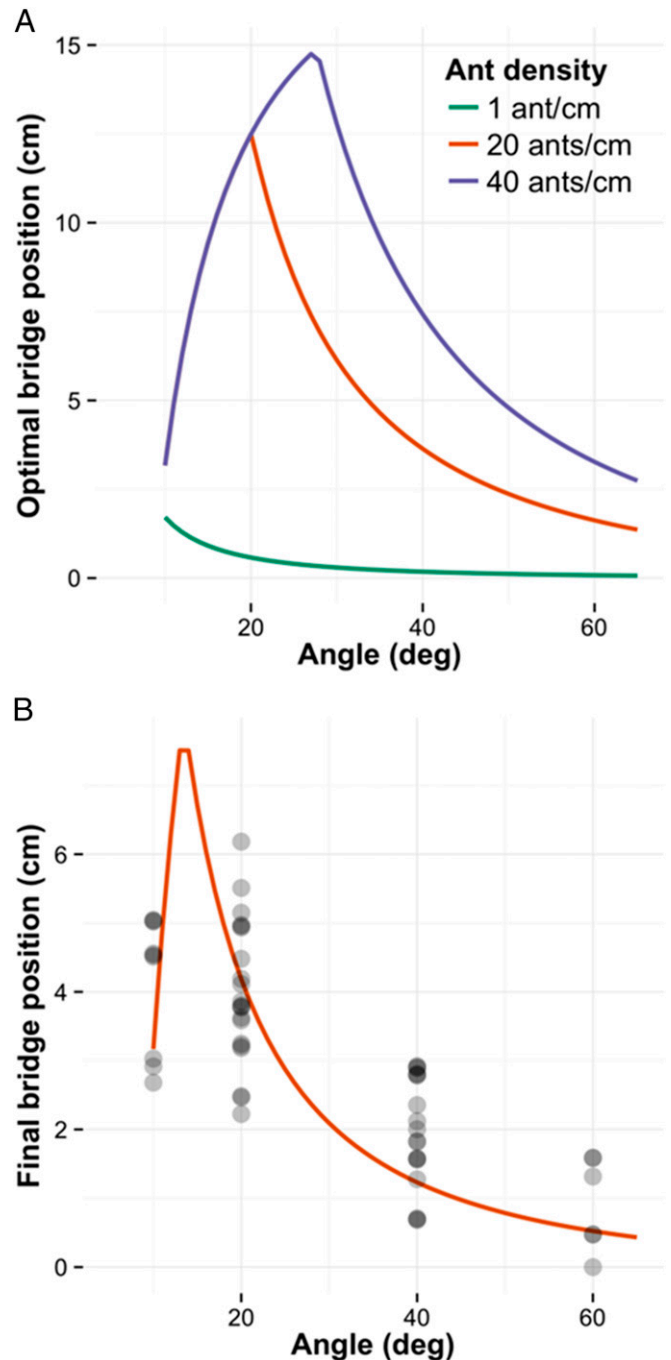 A
Optimal bridge position (cm)
15
10
5
0
Ant density
1 ant/cm
20 ants/cm
40 ants/cm
20 40 60
Angle (deg)
B
Final bridge position (cm)
6
4
2
0
20 40 60
Angle (deg)